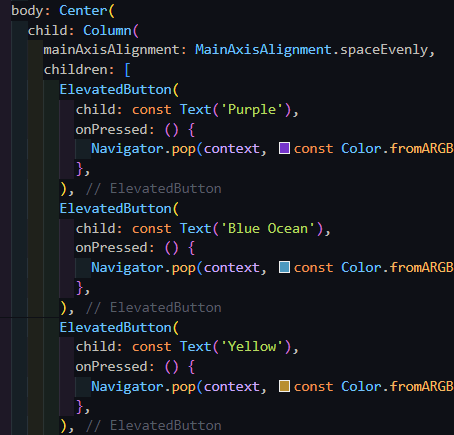 body: Center(
child: Column(
mainAxisAlignment: MainAxisAlignment.spaceEvenly,
children: [
ElevatedButton(
child: const Text('Purple'),
onPressed: () {
Navigator.pop(context, const Color.fromARGB
},
), // ElevatedButton
ElevatedButton(
child: const Text('Blue Ocean'),
onPressed: () {
Navigator.pop(context, const Color.fromARGB
},
), // ElevatedButton
ElevatedButton(
child: const Text('Yellow'),
onPressed: () {
Navigator.pop(context, const Color.fromARGB
},
), // ElevatedButton